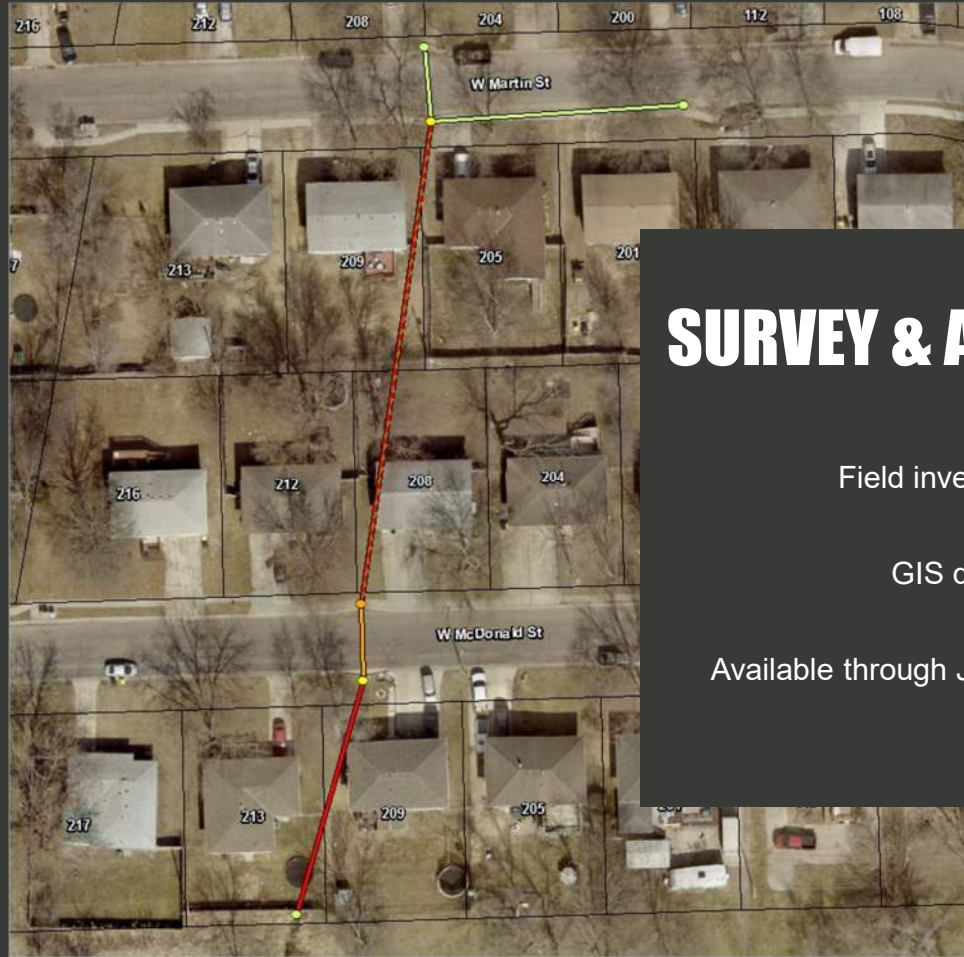 216 212 208 204 200 112 108
W Martin St
213 209 205 201
7
216 212 208 204
W McDonald St
217 213 209 205
SURVEY & A
Field inve
GIS c
Available through J